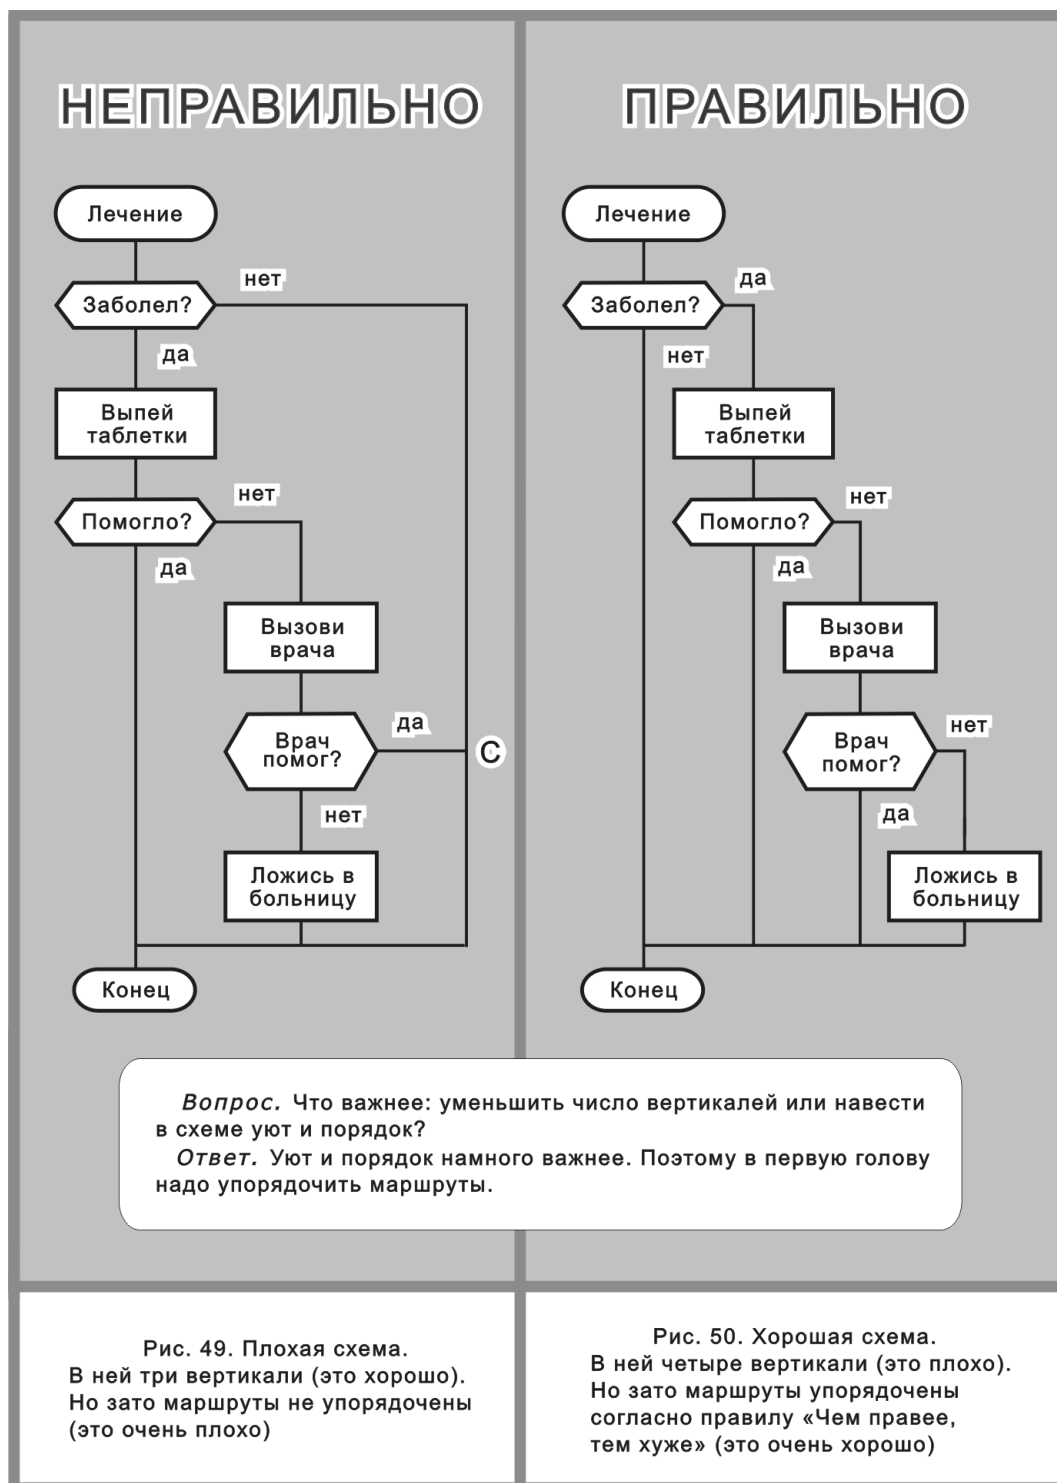 НЕПРАВИЛЬНО
Лечение
нет
Заболел?
да
Выпей
таблетки
нет
Помогло?
да
Вызови
врача
да
Врач
помог?
С
нет
Ложись в
больницу
Конец
ПРАВИЛЬНО
Лечение
да
Заболел?
нет
Выпей
таблетки
нет
Помогло?
да
Вызови
врача
нет
Врач
помог?
да
Ложись в
больницу
Конец
Вопрос. Что важнее: уменьшить число вертикалей или навести
в схеме уют и порядок?
Ответ. Уют и порядок намного важнее. Поэтому в первую голову
надо упорядочить маршруты.
Рис. 49. Плохая схема.
В ней три вертикали (это хорошо).
Но зато маршруты не упорядочены
(это очень плохо)
Рис. 50. Хорошая схема.
В ней четыре вертикали (это плохо).
Но зато маршруты упорядочены
согласно правилу «Чем правее,
тем хуже» (это очень хорошо)